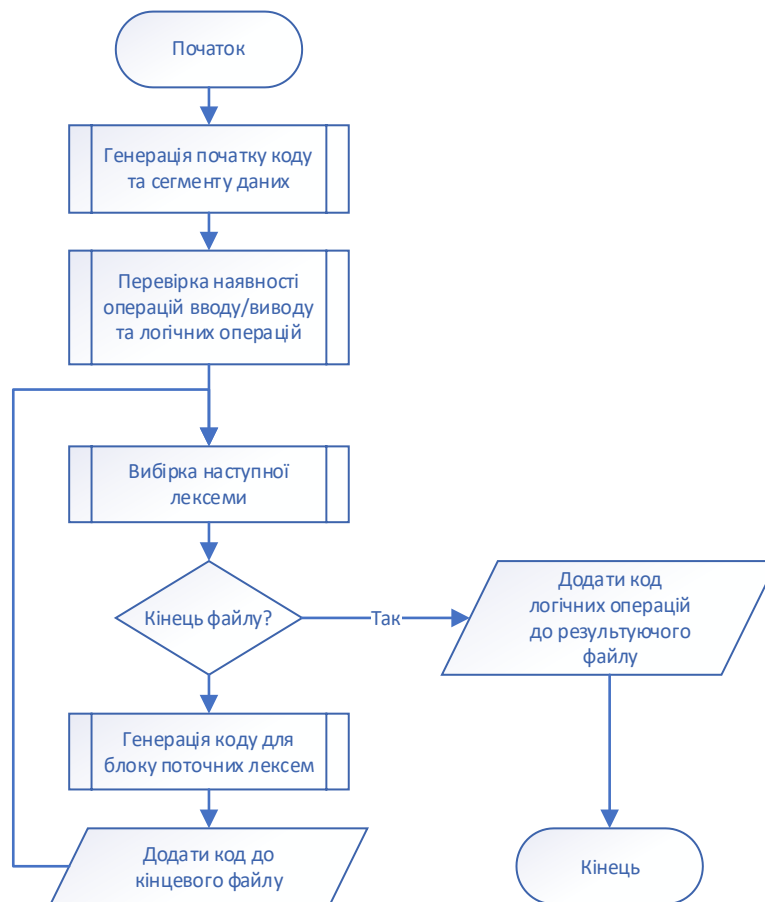 Початок
Генерація початку коду
та сегменту даних
Перевірка наявності
операцій вводу/виводу
та логічних операцій
Вибірка наступної
лексеми
Кінець файлу?
Так
Додати код
логічних операцій
до результуючого
файлу
Генерація коду для
блоку поточних лексем
Додати код до
кінцевого файлу
Кінець